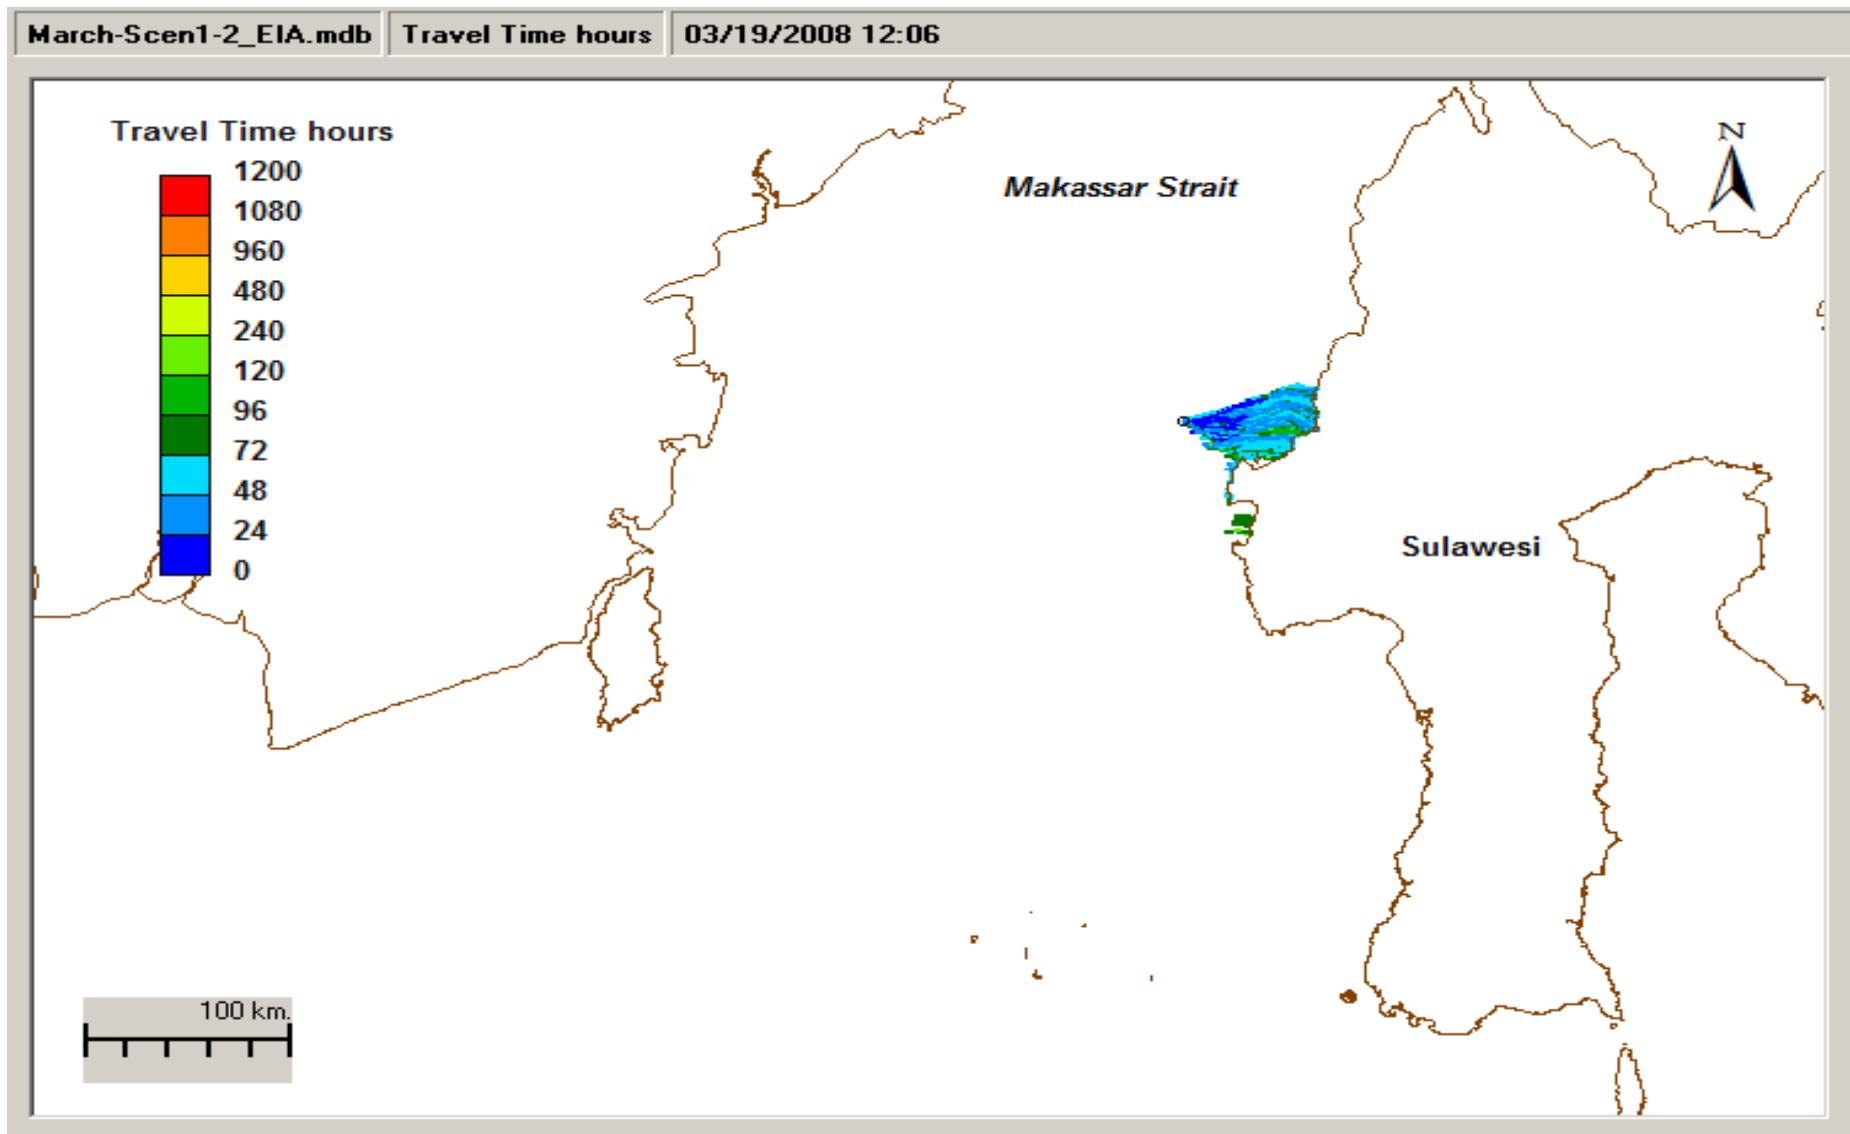 March-Scen1-2_EIA.mdb Travel Time hours 03/19/2008 12:06
Travel Time hours
1200
1080
960
480
240
120
96
72
48
24
0
Makassar Strait
N
Sulawesi
100 km.